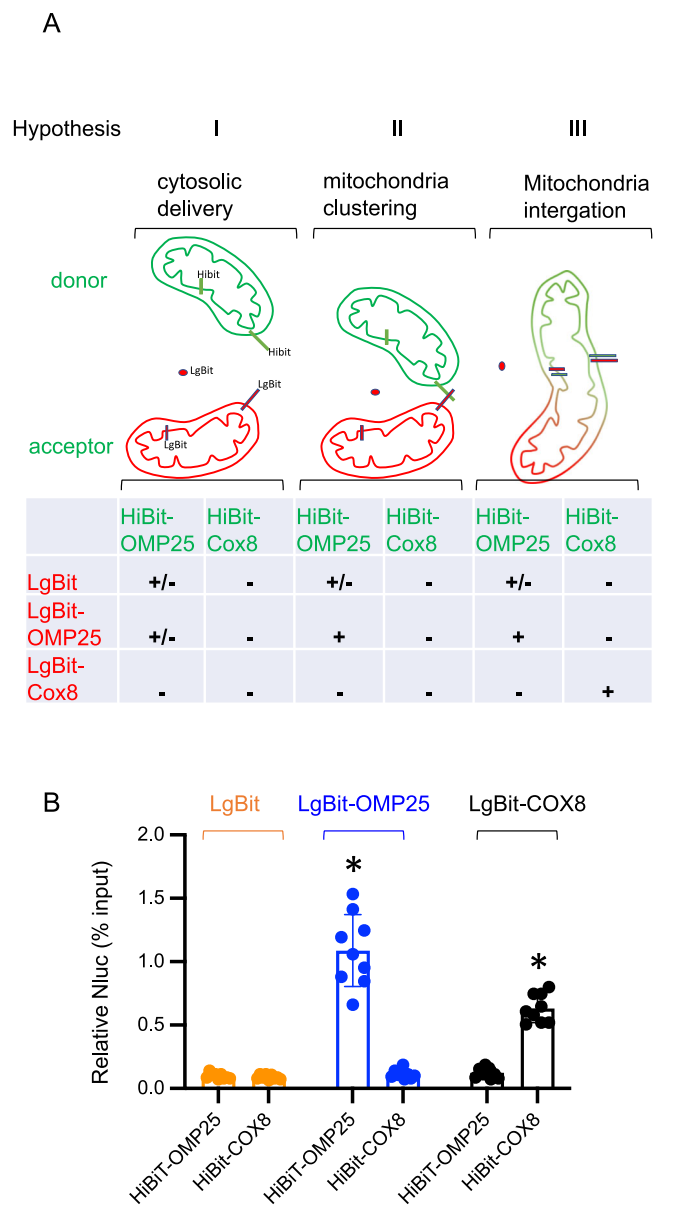 A
Hypothesis I II III
cytosolic delivery
mitochondria clustering
Mitochondria intergation
donor
Hibit
Hibit
LgBit
LgBit
LgBit
acceptor
HiBit-OMP25 HiBit-Cox8 HiBit-OMP25 HiBit-Cox8 HiBit-OMP25 HiBit-Cox8
LgBit +/- - +/- - +/- -
LgBit-OMP25 +/- - + - + -
LgBit-Cox8 - - - - - +
B
LgBit LgBit-OMP25 LgBit-COX8
Relative Nluc (% input)
2.0
1.5
1.0
0.5
0.0
* *
HiBiT-OMP25
HiBit-COX8
HiBiT-OMP25
HiBit-COX8
HiBiT-OMP25
HiBit-COX8